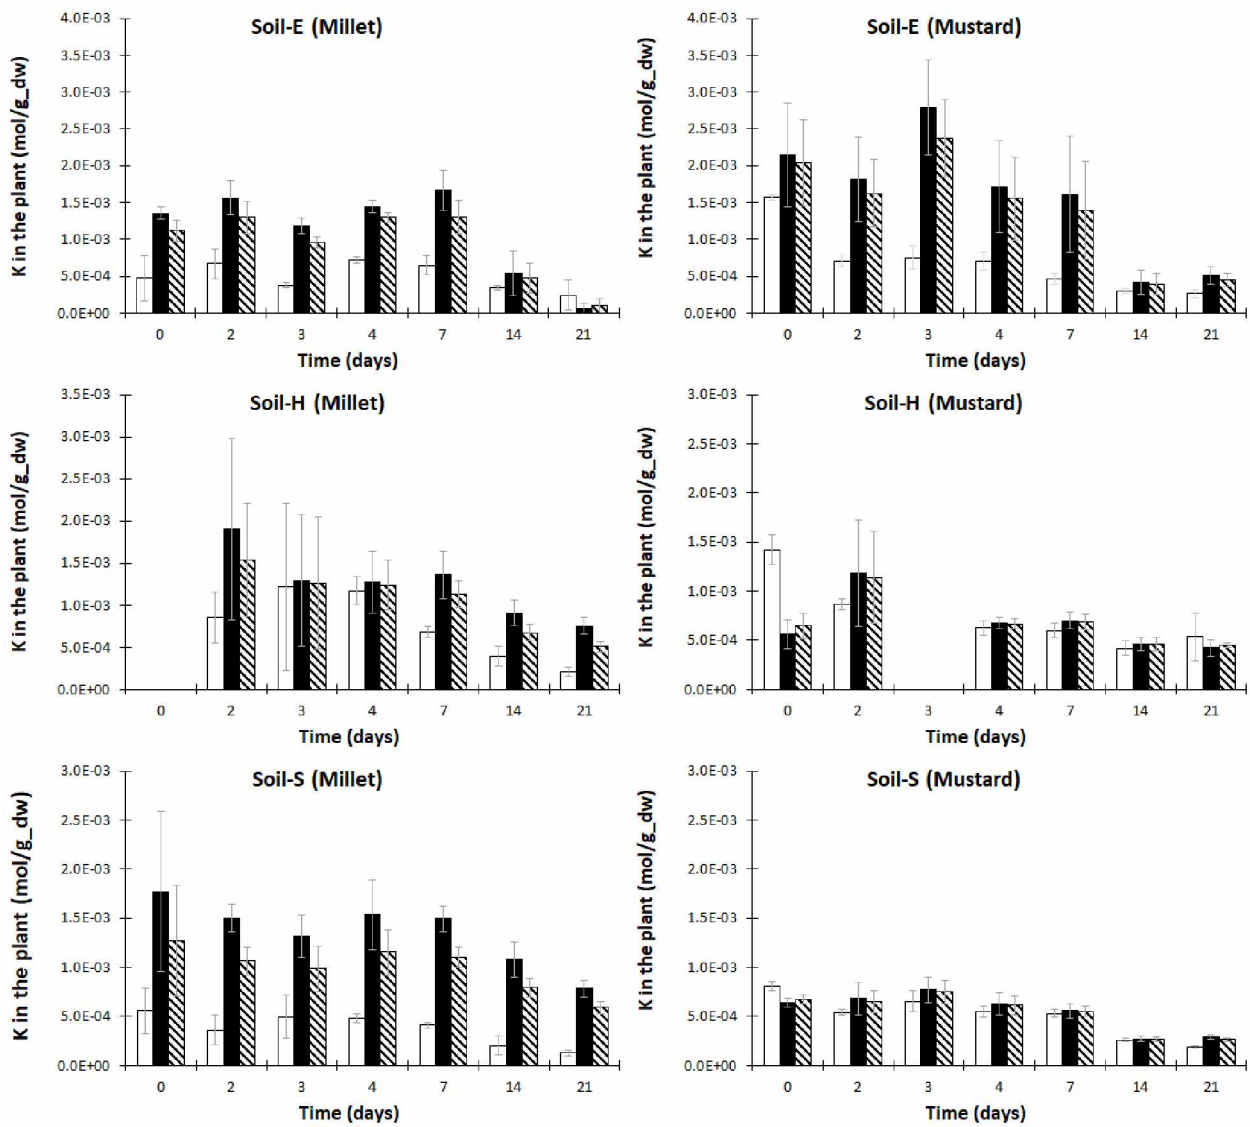 Soil-E (Millet)
K in the plant (mol/g_dw)
4.0E-03
3.5E-03
3.0E-03
2.5E-03
2.0E-03
1.5E-03
1.0E-03
5.0E-04
0.0E+00
0 2 3 4 7 14 21
Time (days)
Soil-E (Mustard)
K in the plant (mol/g_dw)
4.0E-03
3.5E-03
3.0E-03
2.5E-03
2.0E-03
1.5E-03
1.0E-03
5.0E-04
0.0E+00
0 2 3 4 7 14 21
Time (days)
Soil-H (Millet)
K in the plant (mol/g_dw)
3.5E-03
3.0E-03
2.5E-03
2.0E-03
1.5E-03
1.0E-03
5.0E-04
0.0E+00
0 2 3 4 7 14 21
Time (days)
Soil-H (Mustard)
K in the plant (mol/g_dw)
3.0E-03
2.5E-03
2.0E-03
1.5E-03
1.0E-03
5.0E-04
0.0E+00
0 2 3 4 7 14 21
Time (days)
Soil-S (Millet)
K in the plant (mol/g_dw)
3.0E-03
2.5E-03
2.0E-03
1.5E-03
1.0E-03
5.0E-04
0.0E+00
0 2 3 4 7 14 21
Time (days)
Soil-S (Mustard)
K in the plant (mol/g_dw)
3.0E-03
2.5E-03
2.0E-03
1.5E-03
1.0E-03
5.0E-04
0.0E+00
0 2 3 4 7 14 21
Time (days)